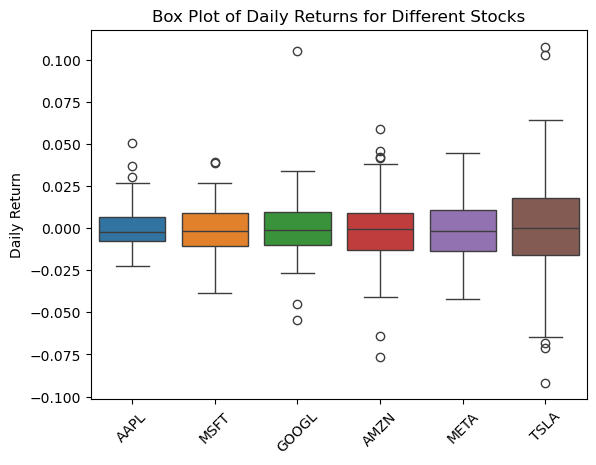 Box Plot of Daily Returns for Different Stocks
0.100
0.075
0.050
0.025
0.000
−0.025
−0.050
−0.075
−0.100
Daily Return
AAPL
MSFT
GOOGL
AMZN
META
TSLA